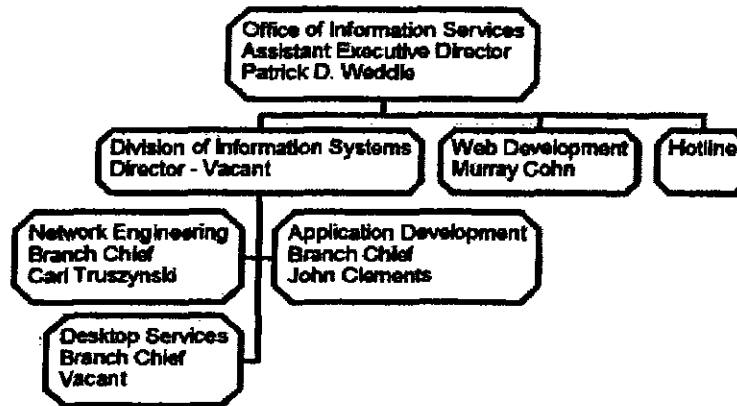 Office of Information Services
Assistant Executive Director
Patrick D. Weddle
Division of Information Systems
Director - Vacant
Web Development
Murray Cohn
Hotline
Network Engineering
Branch Chief
Carl Truszynski
Application Development
Branch Chief
John Clements
Desktop Services
Branch Chief
Vacant